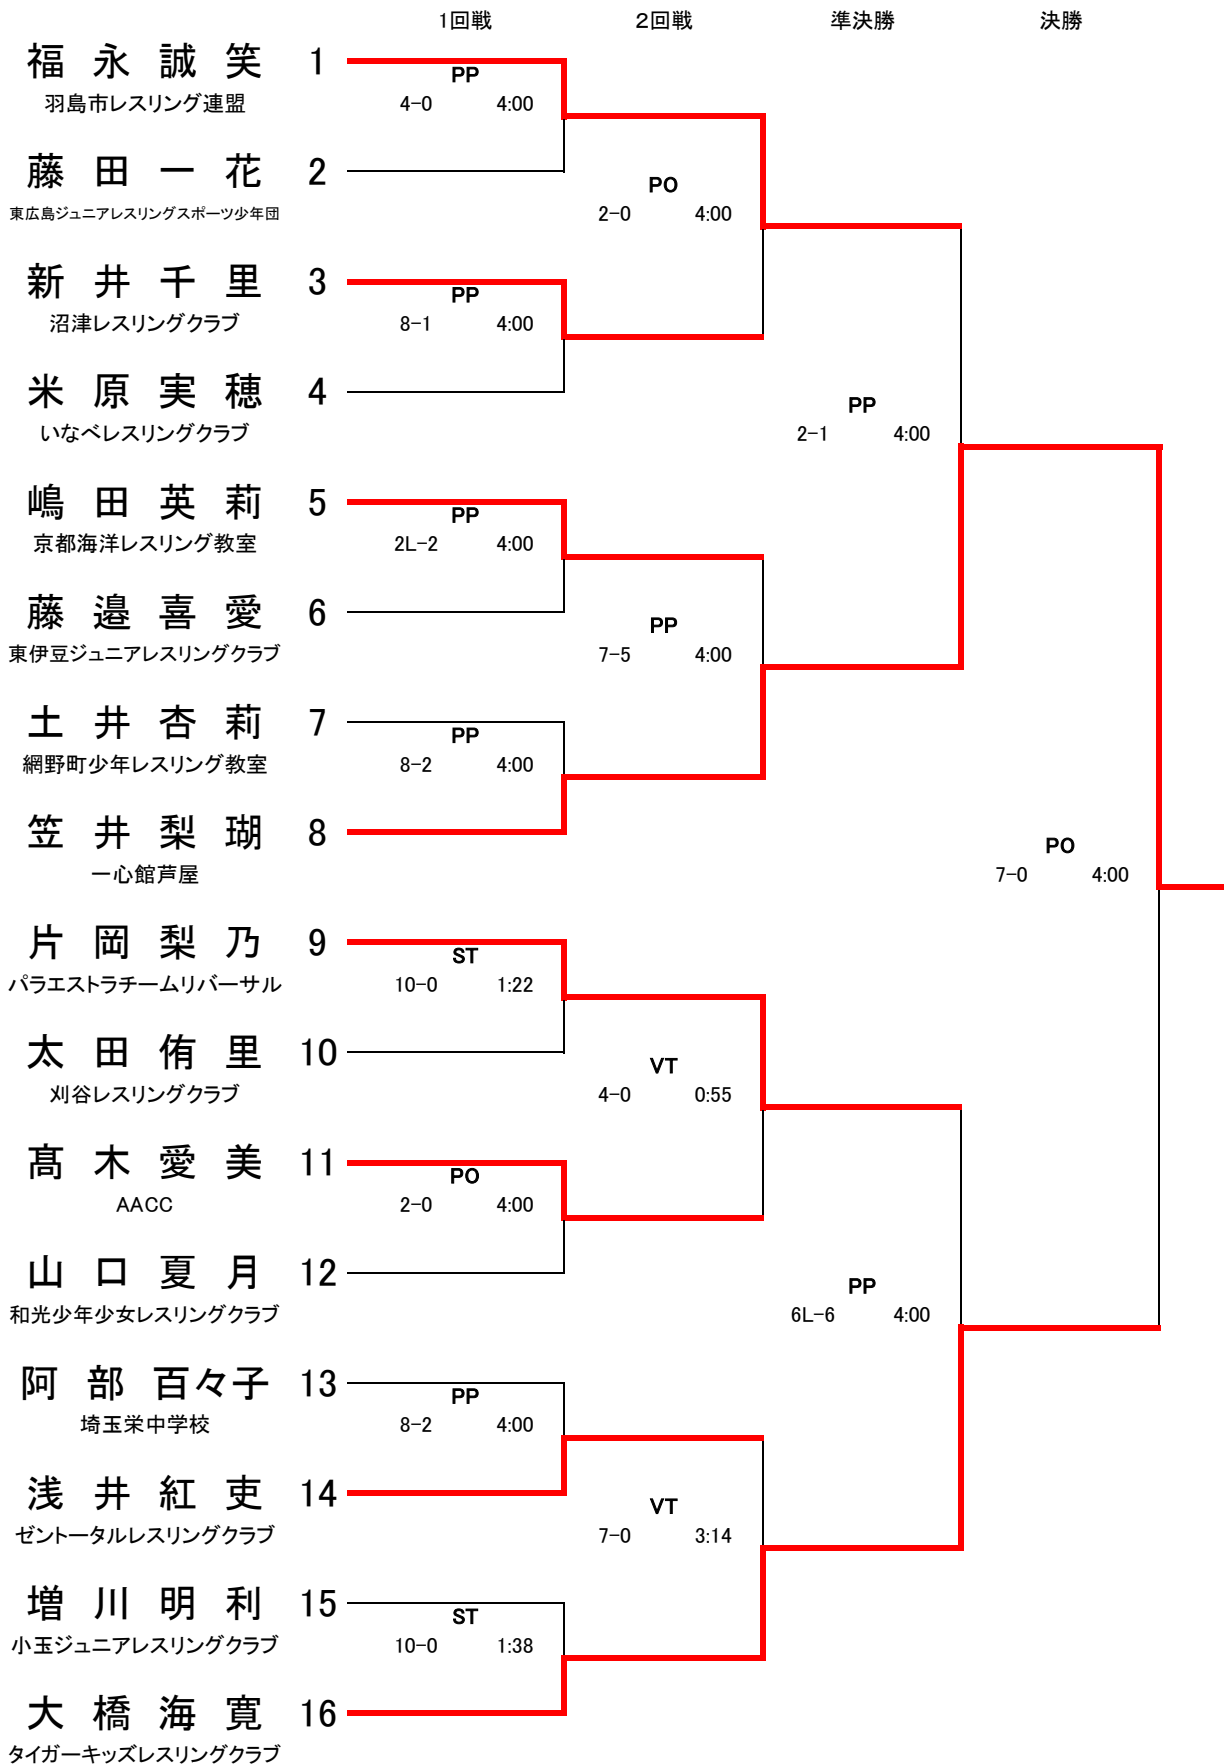 1回戦 2回戦 準決勝 決勝
福永誠笑 1
PP
羽島市レスリング連盟 4-0 4:00
藤田一花 2
PO
東広島ジュニアレスリングスポーツ少年団 2-0 4:00
新井千里 3
PP
沼津レスリングクラブ 8-1 4:00
米原実穂 4
PP
いなべレスリングクラブ 2-1 4:00
嶋田英莉 5
PP
京都海洋レスリング教室 2L-2 4:00
藤邉喜愛 6
PP
東伊豆ジュニアレスリングクラブ 7-5 4:00
土井杏莉 7
PP
網野町少年レスリング教室 8-2 4:00
笠井梨瑚 8
PO
一心館芦屋 7-0 4:00
片岡梨乃 9
ST
パラエストラチームリバーサル 10-0 1:22
太田侑里 10
VT
刈谷レスリングクラブ 4-0 0:55
髙木愛美 11
PO
AACC 2-0 4:00
山口夏月 12
PP
和光少年少女レスリングクラブ 6L-6 4:00
阿部百々子 13
PP
埼玉栄中学校 8-2 4:00
浅井紅吏 14
VT
ゼントータルレスリングクラブ 7-0 3:14
増川明利 15
ST
小玉ジュニアレスリングクラブ 10-0 1:38
大橋海寛 16
タイガーキッズレスリングクラブ